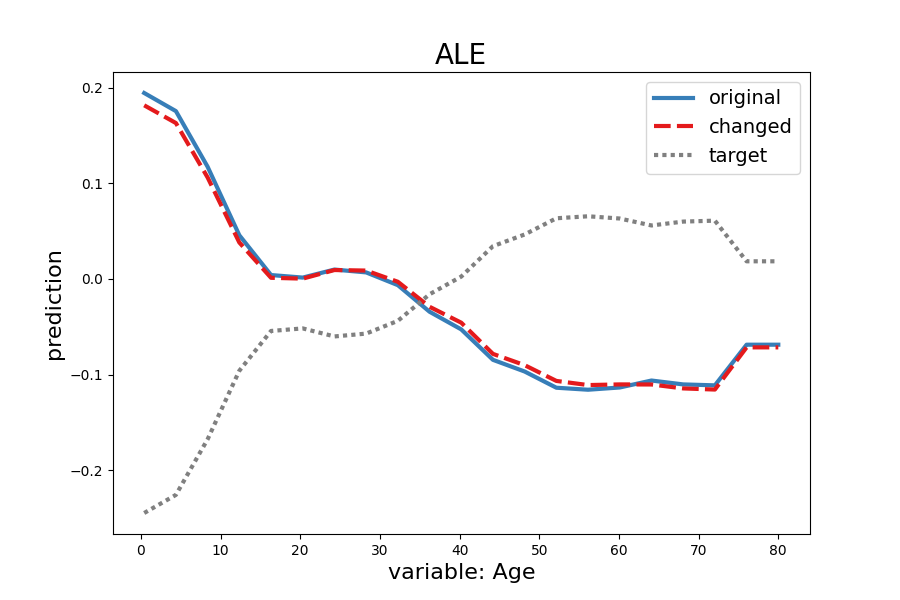 ALE
original
changed
target
prediction
0.2
0.1
0.0
−0.1
−0.2
0 10 20 30 40 50 60 70 80
variable: Age